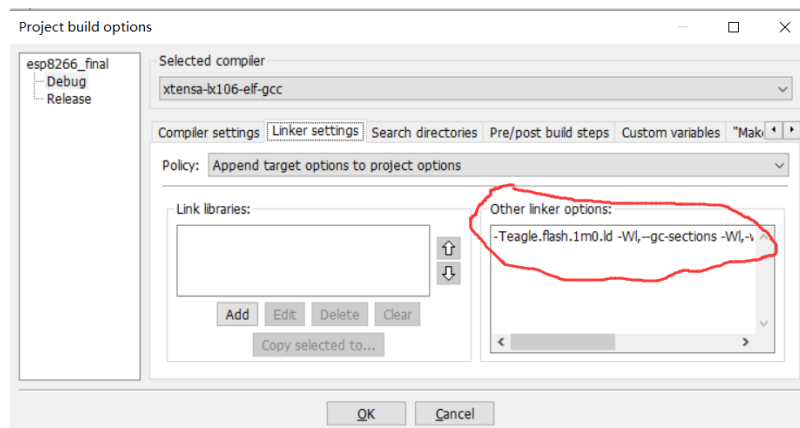 Project build options
esp8266_final
Debug
Release
Selected compiler
xtensa-lx106-elf-gcc
Compiler settings Linker settings Search directories Pre/post build steps Custom variables "Mak
Policy: Append target options to project options
Link libraries:
Other linker options:
-Teagle.flash.1m0.ld -Wl,--gc-sections -Wl,-
Add Edit Delete Clear
Copy selected to...
OK Cancel